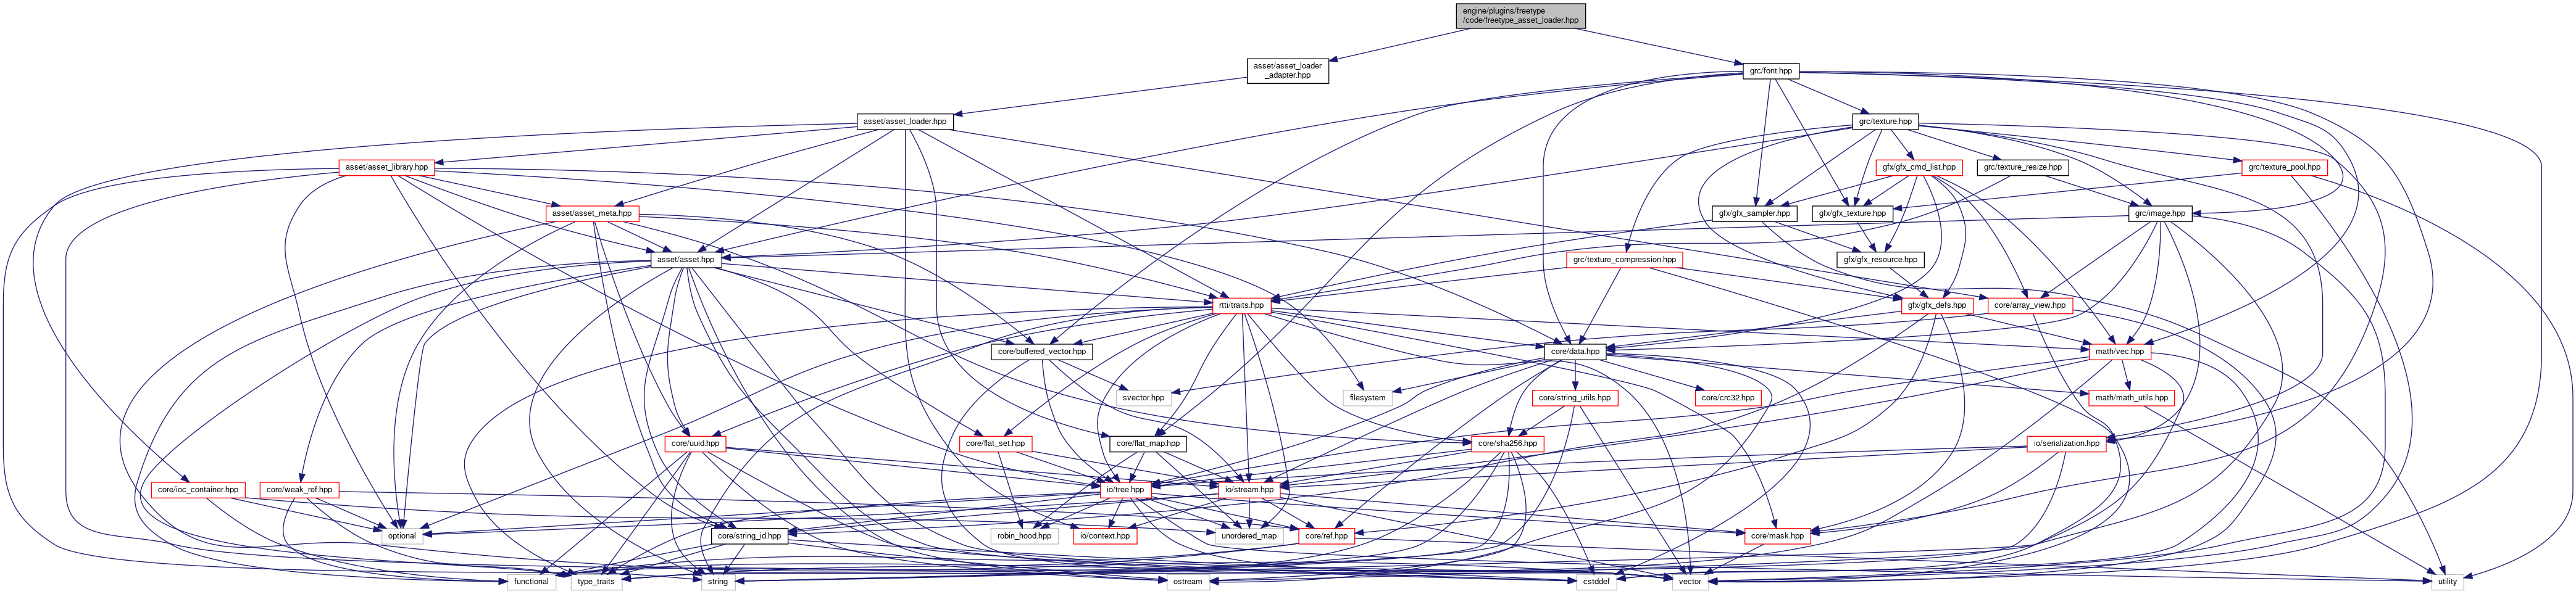 engine/plugins/freetype
/code/freetype_asset_loader.hpp
asset/asset_loader
_adapter.hpp
grc/font.hpp
asset/asset_loader.hpp
grc/texture.hpp
asset/asset_library.hpp
gfx/gfx_cmd_list.hpp
grc/texture_resize.hpp
grc/texture_pool.hpp
asset/asset_meta.hpp
gfx/gfx_sampler.hpp
gfx/gfx_texture.hpp
grc/image.hpp
asset/asset.hpp
grc/texture_compression.hpp
gfx/gfx_resource.hpp
rtti/traits.hpp
gfx/gfx_defs.hpp
core/array_view.hpp
core/buffered_vector.hpp
core/data.hpp
math/vec.hpp
svector.hpp
filesystem
core/string_utils.hpp
core/crc32.hpp
math/math_utils.hpp
core/uuid.hpp
core/flat_set.hpp
core/flat_map.hpp
core/sha256.hpp
io/serialization.hpp
core/ioc_container.hpp
core/weak_ref.hpp
io/tree.hpp
io/stream.hpp
optional
core/string_id.hpp
robin_hood.hpp
io/context.hpp
unordered_map
core/ref.hpp
core/mask.hpp
functional
type_traits
string
ostream
cstddef
vector
utility